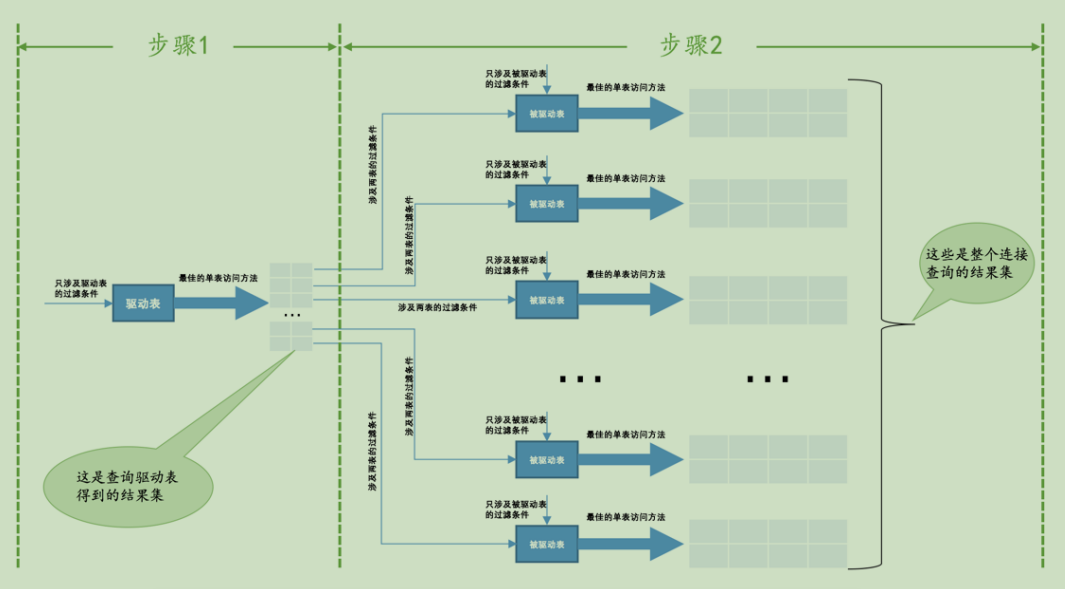 步骤1
步骤2
只涉及驱动表
的过滤条件
驱动表
最佳的单表访问方法
...
这是查询驱动表
得到的结果集
涉及两表的过滤条件
只涉及被驱动表
的过滤条件
被驱动表
最佳的单表访问方法
涉及两表的过滤条件
只涉及被驱动表
的过滤条件
被驱动表
最佳的单表访问方法
涉及两表的过滤条件
只涉及被驱动表
的过滤条件
被驱动表
最佳的单表访问方法
...
...
涉及两表的过滤条件
只涉及被驱动表
的过滤条件
被驱动表
最佳的单表访问方法
涉及两表的过滤条件
只涉及被驱动表
的过滤条件
被驱动表
最佳的单表访问方法
这些是整个连接
查询的结果集